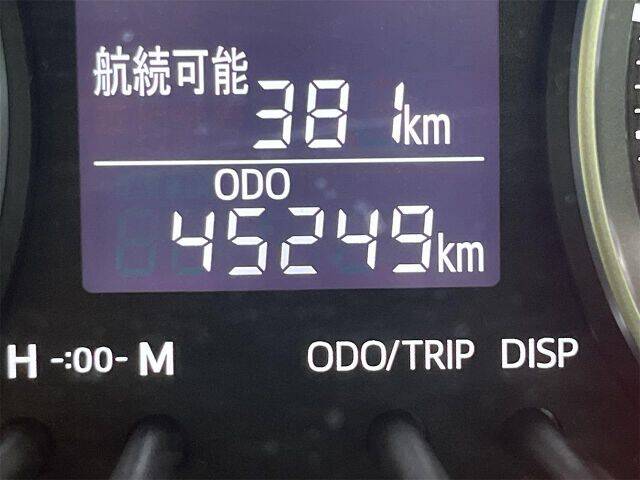 航続可能
381km
ODO
45249km
H -:00- M ODO/TRIP DISP